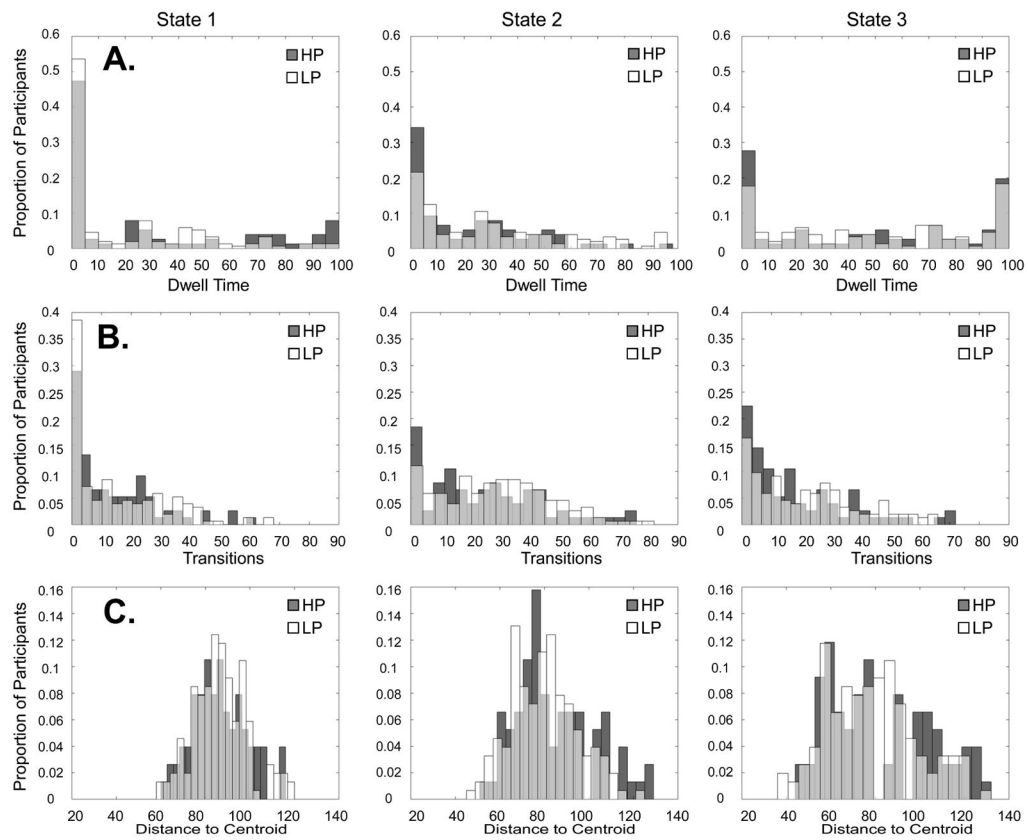 State 1 State 2 State 3
A.
HP HP HP
LP LP LP
Proportion of Participants
0.6 0.6 0.6
0.5 0.5 0.5
0.4 0.4 0.4
0.3 0.3 0.3
0.2 0.2 0.2
0.1 0.1 0.1
0 0 0
0 10 20 30 40 50 60 70 80 90 100 0 10 20 30 40 50 60 70 80 90 100 0 10 20 30 40 50 60 70 80 90 100
Dwell Time Dwell Time Dwell Time
B.
HP HP HP
LP LP LP
Proportion of Participants
0.4 0.4 0.4
0.35 0.35 0.35
0.3 0.3 0.3
0.25 0.25 0.25
0.2 0.2 0.2
0.15 0.15 0.15
0.1 0.1 0.1
0.05 0.05 0.05
0 0 0
0 10 20 30 40 50 60 70 80 90 0 10 20 30 40 50 60 70 80 90 0 10 20 30 40 50 60 70 80 90
Transitions Transitions Transitions
C.
HP HP HP
LP LP LP
Proportion of Participants
0.16 0.16 0.16
0.14 0.14 0.14
0.12 0.12 0.12
0.1 0.1 0.1
0.08 0.08 0.08
0.06 0.06 0.06
0.04 0.04 0.04
0.02 0.02 0.02
0 0 0
20 40 60 80 100 120 140 20 40 60 80 100 120 140 20 40 60 80 100 120 140
Distance to Centroid Distance to Centroid Distance to Centroid